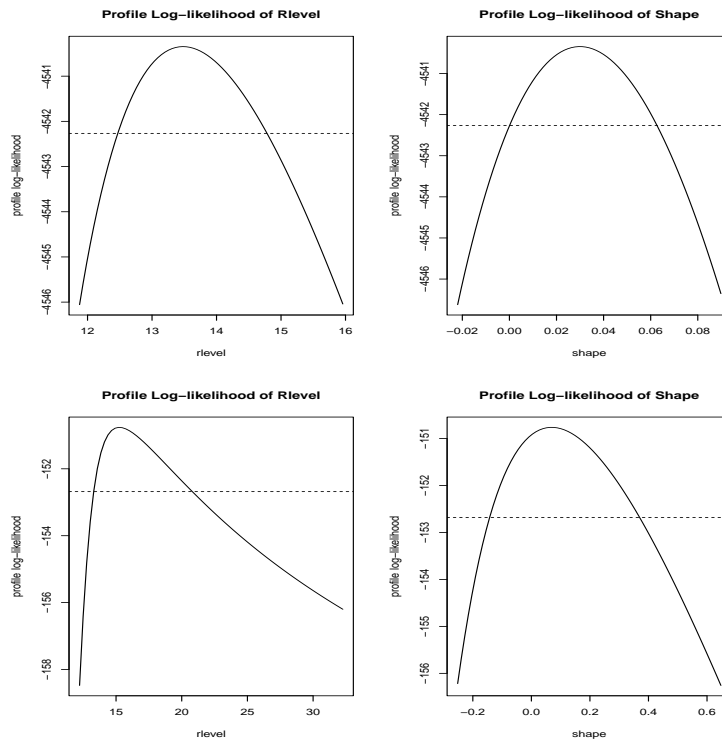 Profile Log−likelihood of Rlevel
profile log−likelihood
−4541
−4542
−4543
−4544
−4545
−4546
12 13 14 15 16
rlevel
Profile Log−likelihood of Shape
profile log−likelihood
−4541
−4542
−4543
−4544
−4545
−4546
−0.02 0.00 0.02 0.04 0.06 0.08
shape
Profile Log−likelihood of Rlevel
profile log−likelihood
−152
−154
−156
−158
15 20 25 30
rlevel
Profile Log−likelihood of Shape
profile log−likelihood
−151
−152
−153
−154
−155
−156
−0.2 0.0 0.2 0.4 0.6
shape